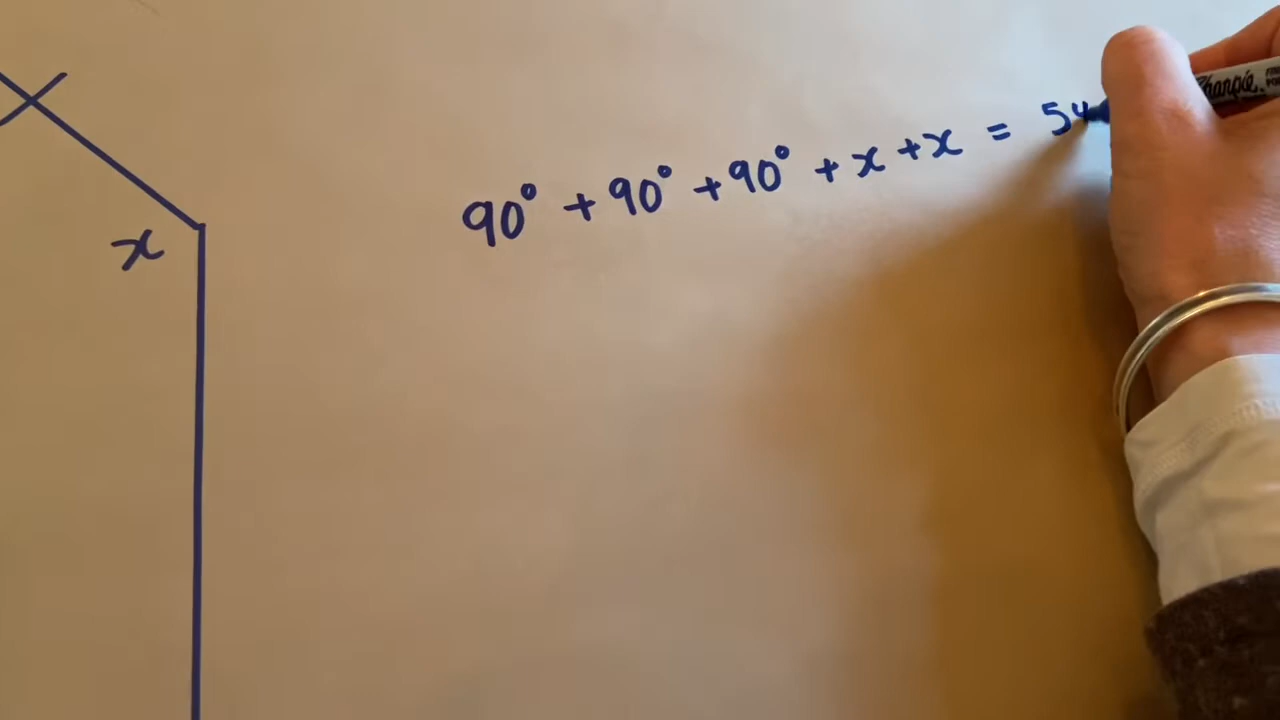 90° + 90° + 90° + x + x = 54
x
Sharpie